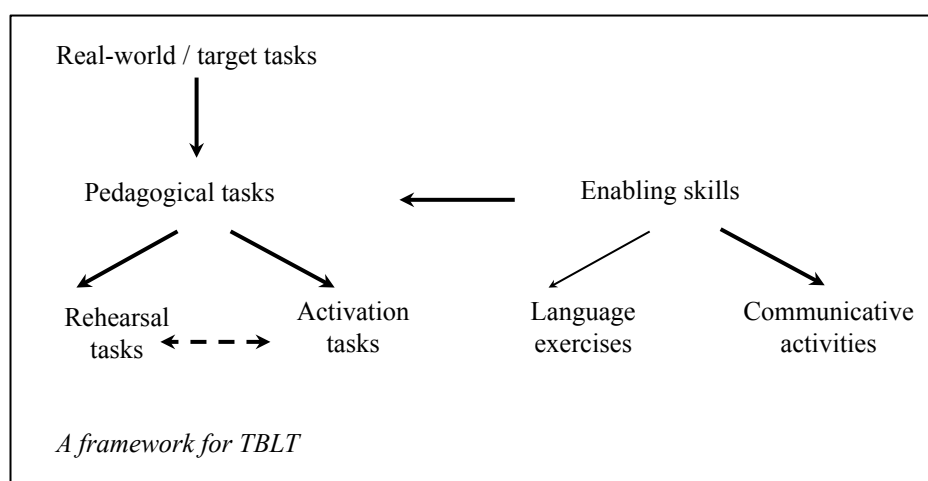 Real-world / target tasks
Pedagogical tasks
Enabling skills
Rehearsal
tasks
Activation
tasks
Language
exercises
Communicative
activities
A framework for TBLT